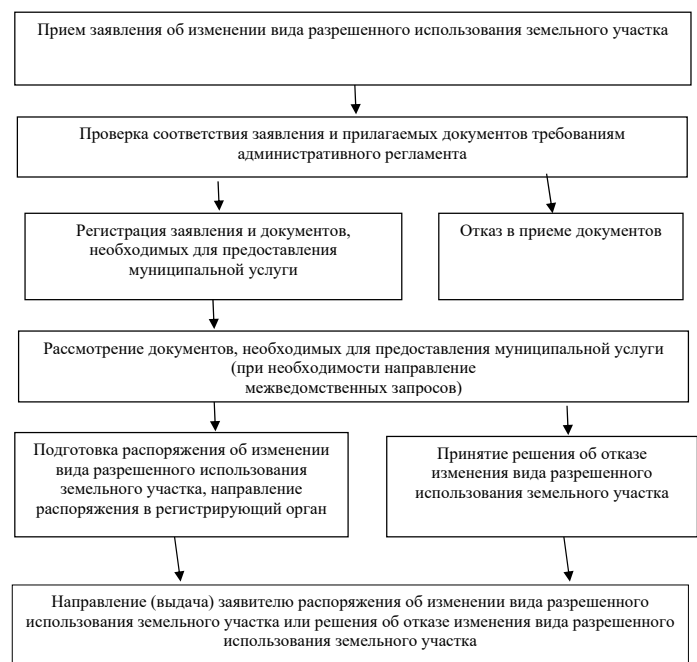 Прием заявления об изменении вида разрешенного использования земельного участка
Проверка соответствия заявления и прилагаемых документов требованиям
административного регламента
Регистрация заявления и документов,
необходимых для предоставления
муниципальной услуги
Отказ в приеме документов
Рассмотрение документов, необходимых для предоставления муниципальной услуги
(при необходимости направление
межведомственных запросов)
Подготовка распоряжения об изменении
вида разрешенного использования
земельного участка, направление
распоряжения в регистрирующий орган
Принятие решения об отказе
изменения вида разрешенного
использования земельного участка
Направление (выдача) заявителю распоряжения об изменении вида разрешенного
использования земельного участка или решения об отказе изменения вида разрешенного
использования земельного участка